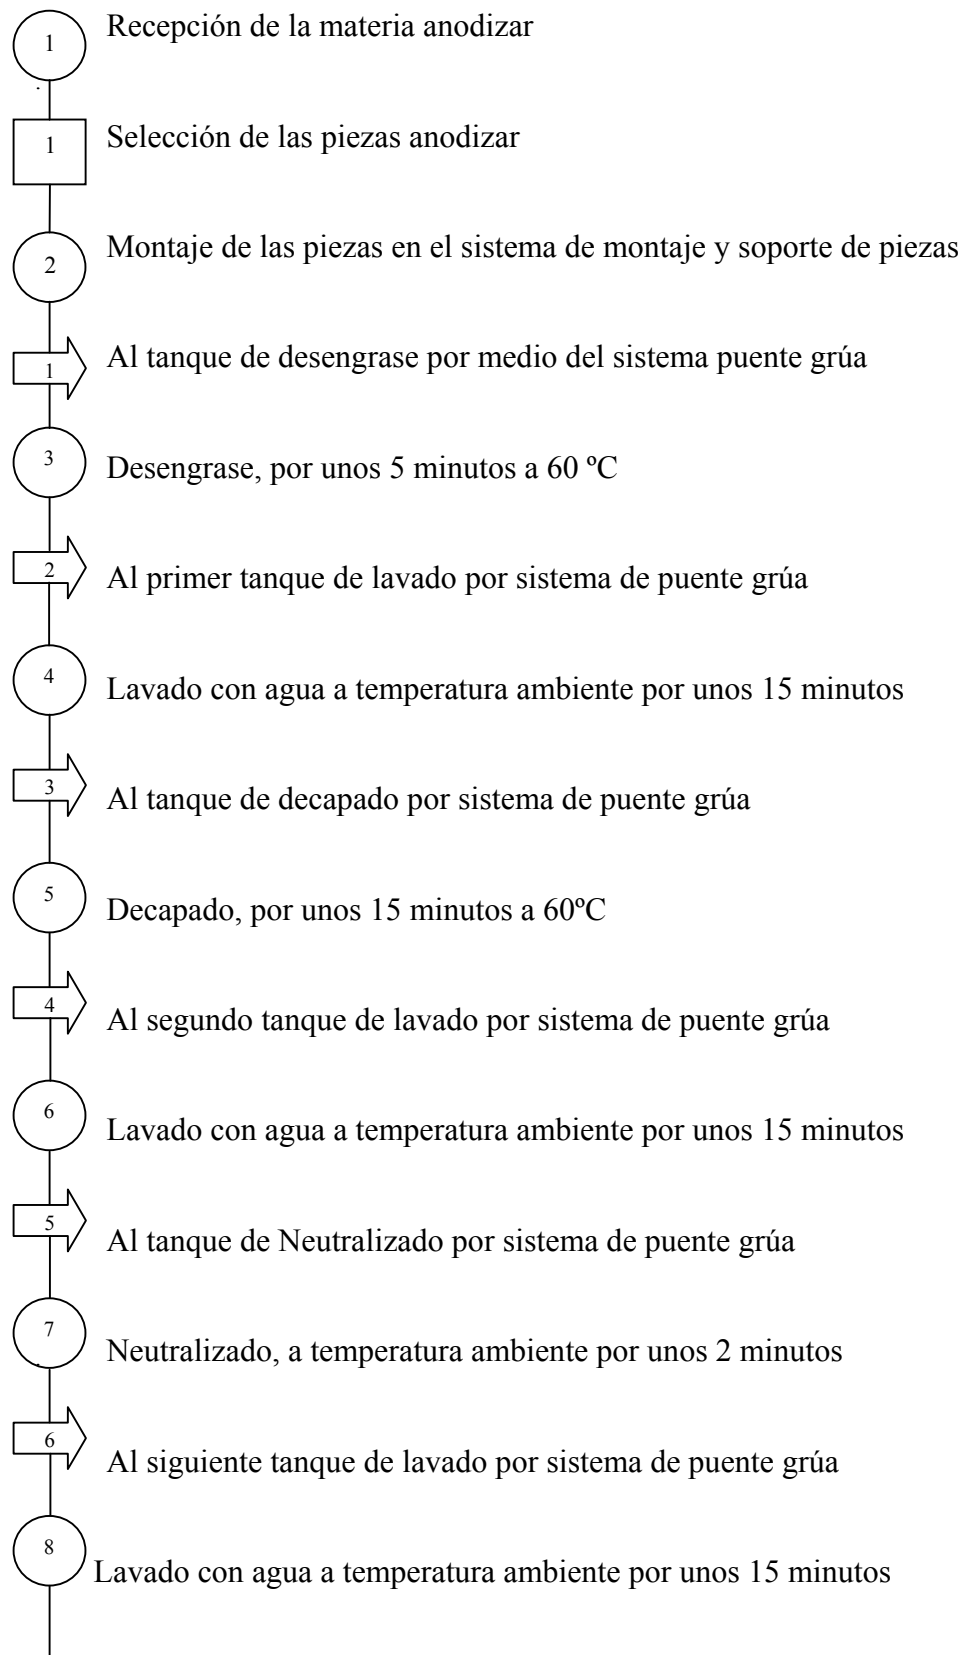 1 Recepción de la materia anodizar
1 Selección de las piezas anodizar
2 Montaje de las piezas en el sistema de montaje y soporte de piezas
1 Al tanque de desengrase por medio del sistema puente grúa
3 Desengrase, por unos 5 minutos a 60 ºC
2 Al primer tanque de lavado por sistema de puente grúa
4 Lavado con agua a temperatura ambiente por unos 15 minutos
3 Al tanque de decapado por sistema de puente grúa
5 Decapado, por unos 15 minutos a 60ºC
4 Al segundo tanque de lavado por sistema de puente grúa
6 Lavado con agua a temperatura ambiente por unos 15 minutos
5 Al tanque de Neutralizado por sistema de puente grúa
7 Neutralizado, a temperatura ambiente por unos 2 minutos
6 Al siguiente tanque de lavado por sistema de puente grúa
8 Lavado con agua a temperatura ambiente por unos 15 minutos